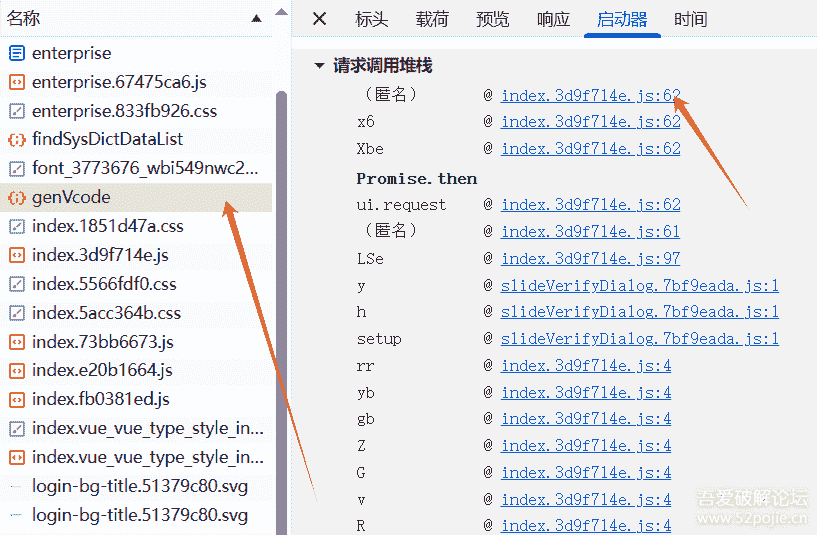 名称
enterprise
enterprise.67475ca6.js
enterprise.833fb926.css
findSysDictDataList
font_3773676_wbi549nwc2...
genVcode
index.1851d47a.css
index.3d9f714e.js
index.5566fdf0.css
index.5acc364b.css
index.73bb6673.js
index.e20b1664.js
index.fb0381ed.js
index.vue_vue_type_style_in...
index.vue_vue_type_style_in...
login-bg-title.51379c80.svg
login-bg-title.51379c80.svg
标头 载荷 预览 响应 启动器 时间
请求调用堆栈
（匿名） @ index.3d9f714e.js:62
x6 @ index.3d9f714e.js:62
Xbe @ index.3d9f714e.js:62
Promise.then
ui.request @ index.3d9f714e.js:62
（匿名） @ index.3d9f714e.js:61
LSe @ index.3d9f714e.js:97
y @ slideVerifyDialog.7bf9eada.js:1
h @ slideVerifyDialog.7bf9eada.js:1
setup @ slideVerifyDialog.7bf9eada.js:1
rr @ index.3d9f714e.js:4
yb @ index.3d9f714e.js:4
gb @ index.3d9f714e.js:4
Z @ index.3d9f714e.js:4
G @ index.3d9f714e.js:4
v @ index.3d9f714e.js:4
R @ index.3d9f714e.js:4
吾爱破解论坛
www.52pojie.cn